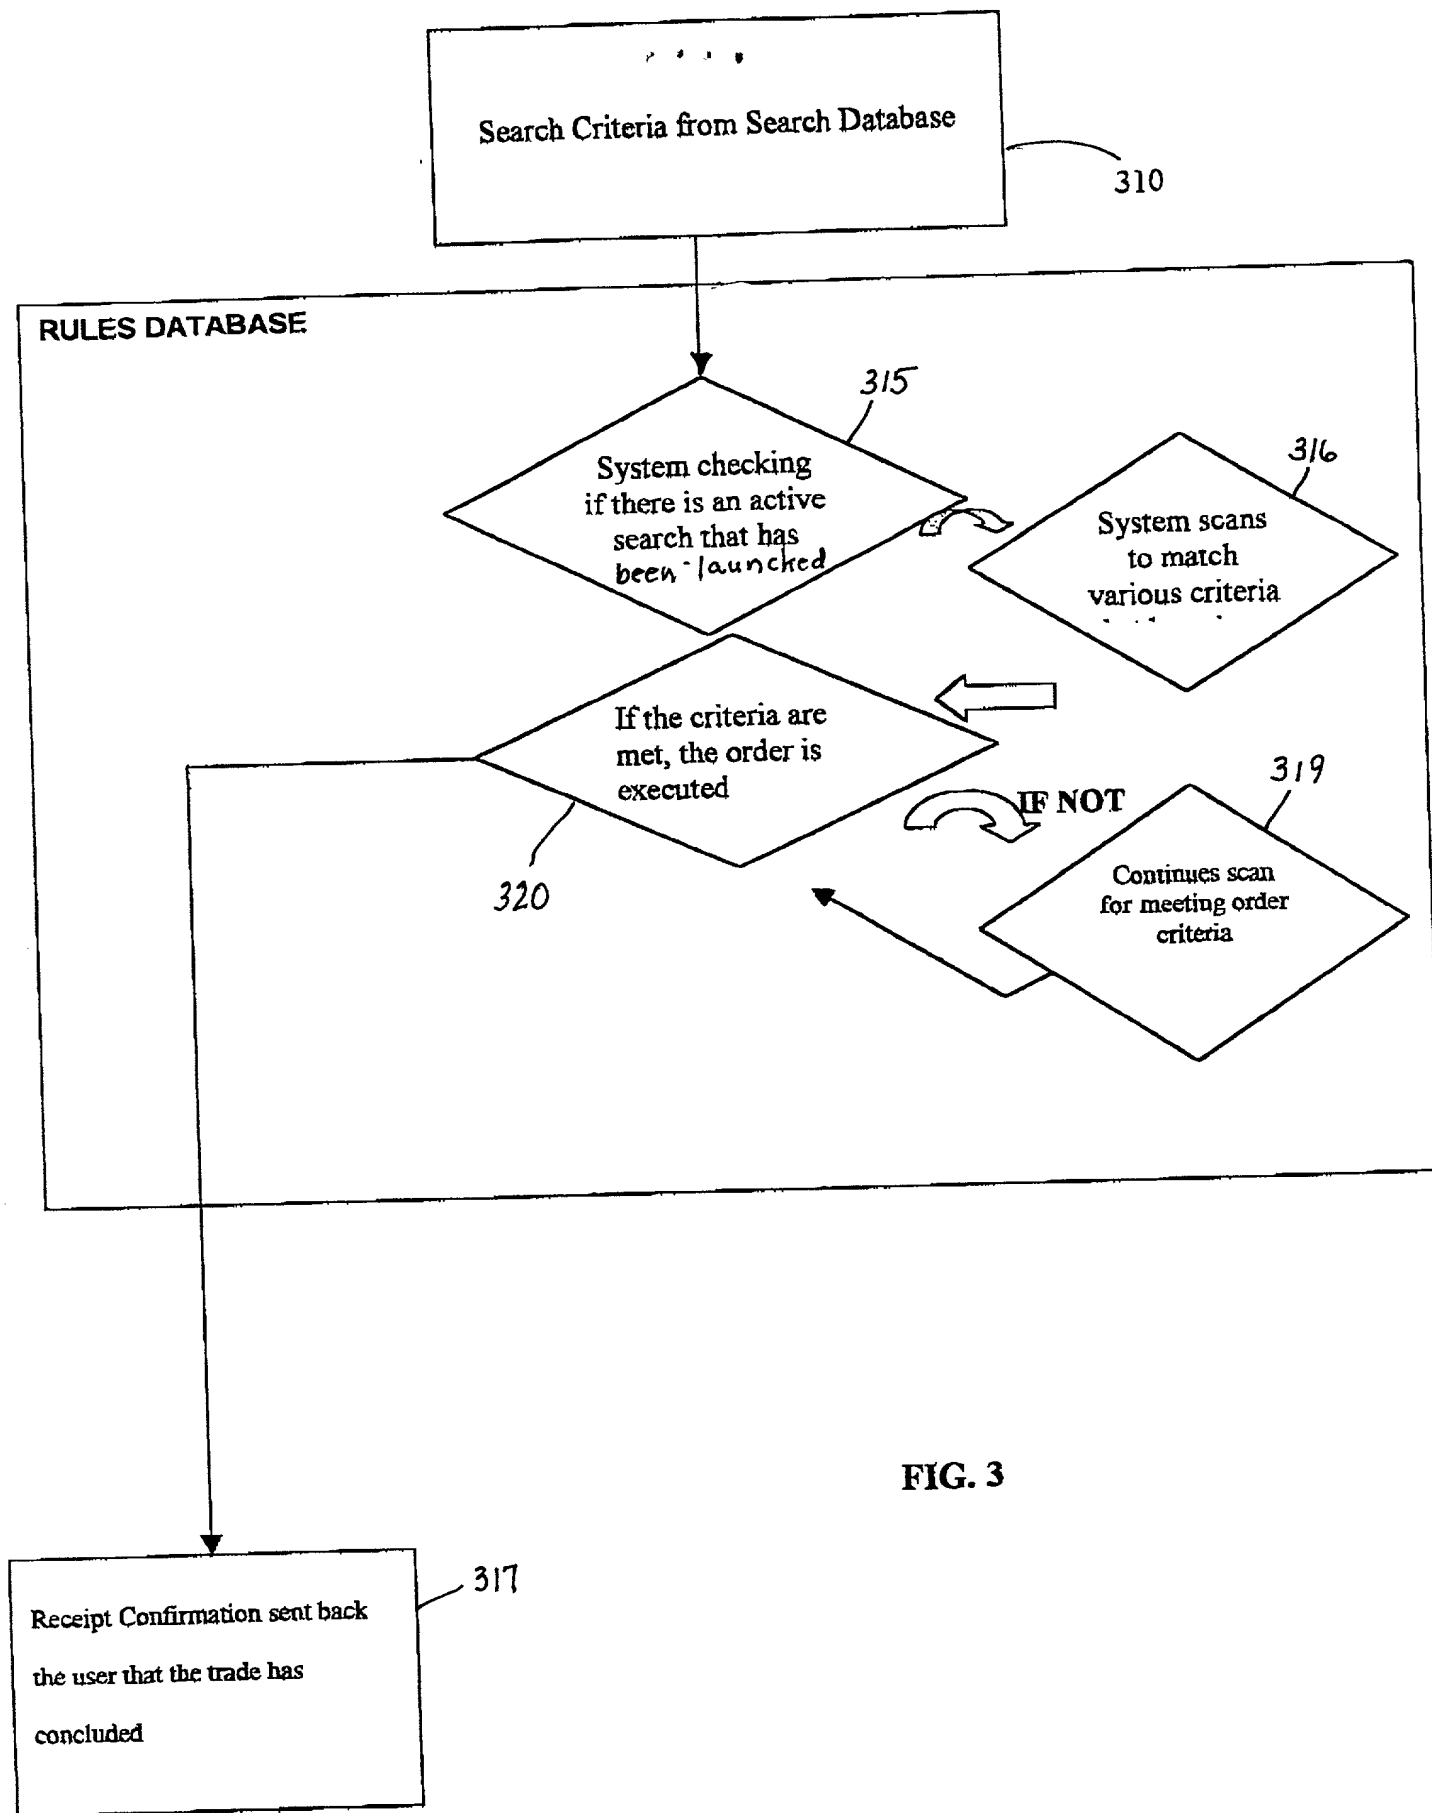 Search Criteria from Search Database
310
RULES DATABASE
315
System checking
if there is an active
search that has
been launched
316
System scans
to match
various criteria
If the criteria are
met, the order is
executed
320
IF NOT
319
Continues scan
for meeting order
criteria
FIG. 3
317
Receipt Confirmation sent back
the user that the trade has
concluded